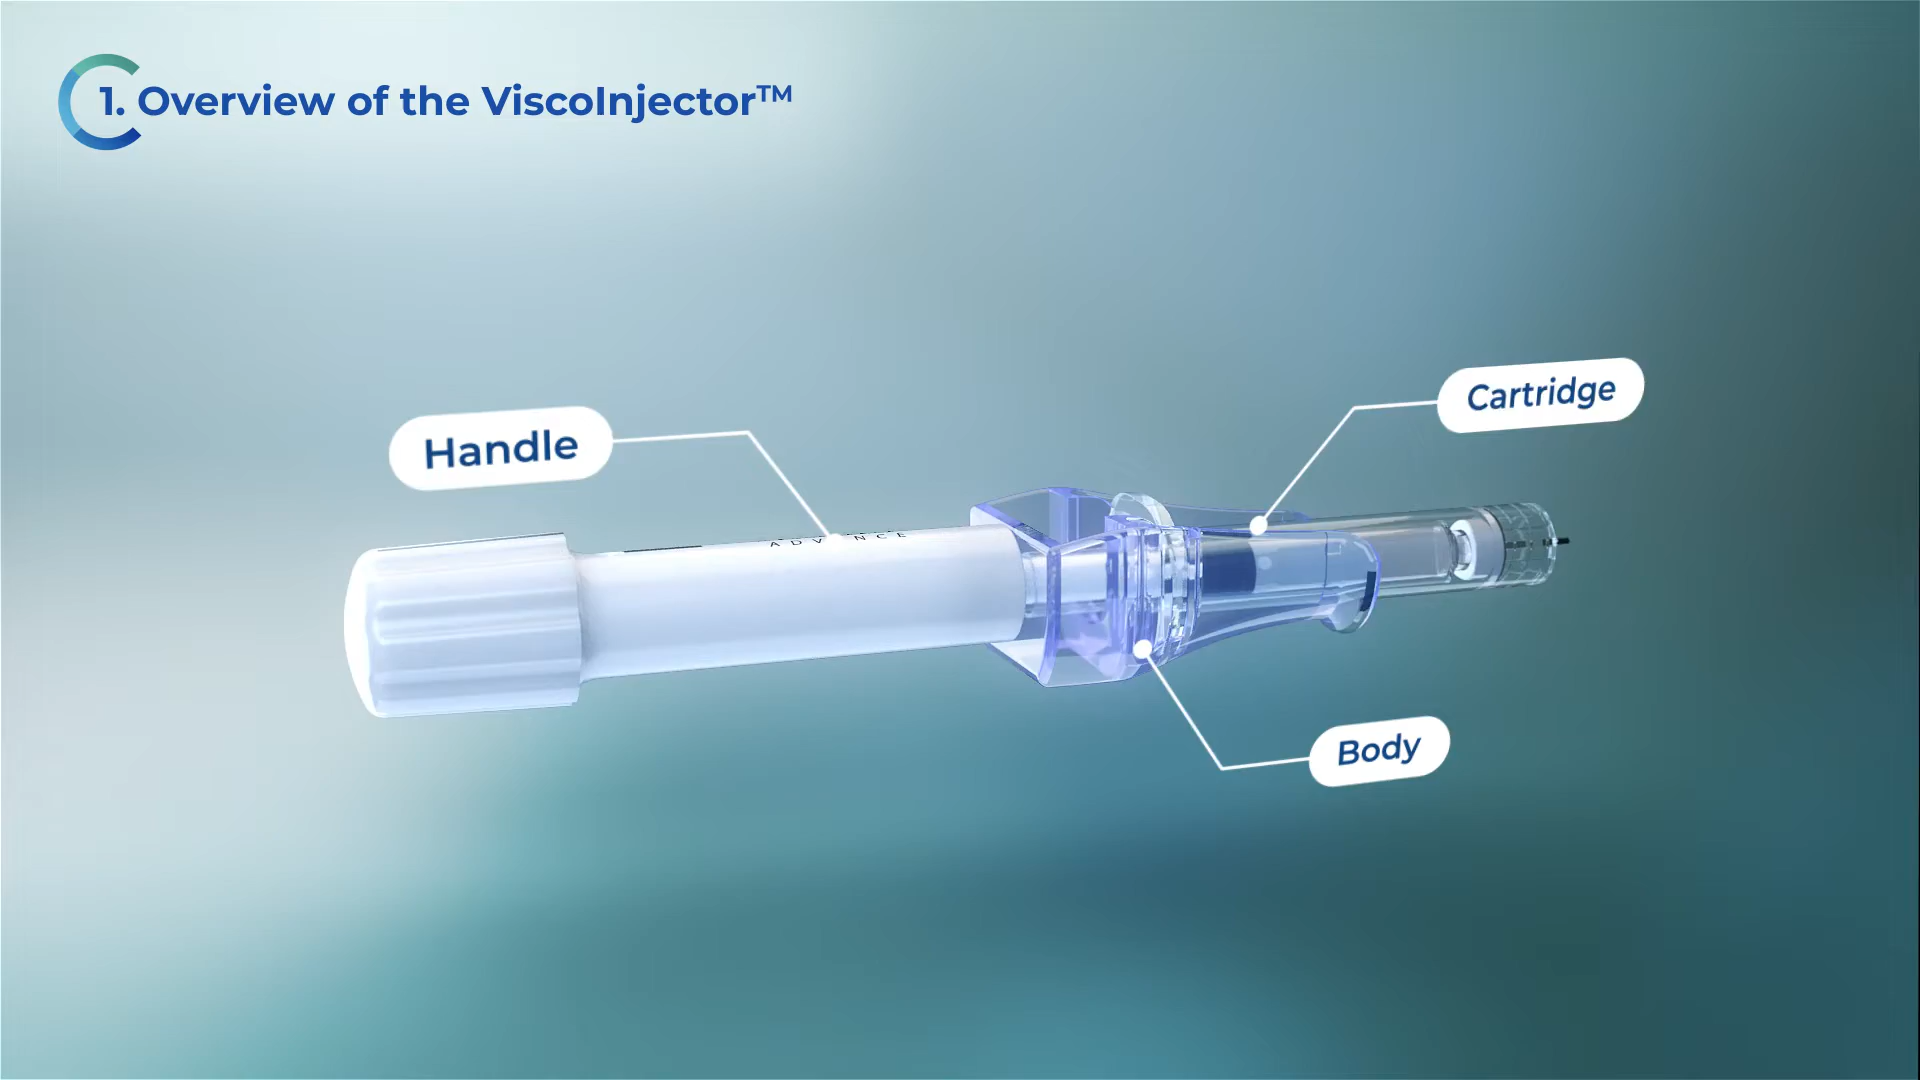 1. Overview of the ViscoInjector™
Cartridge
Handle
Body